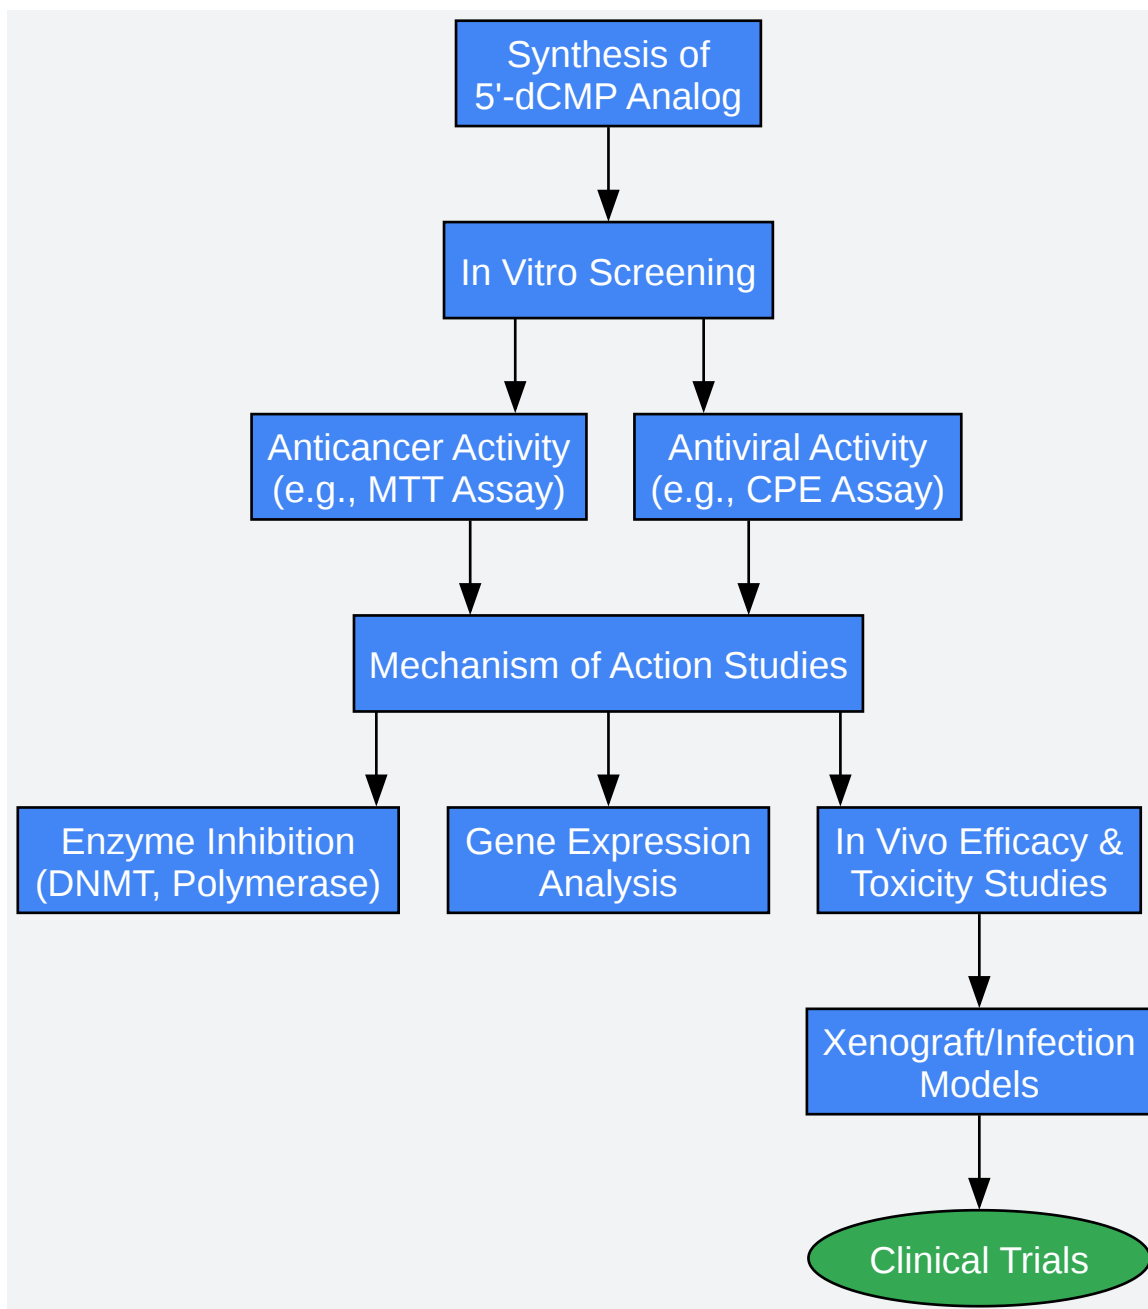 Synthesis of
5'-dCMP Analog
In Vitro Screening
Anticancer Activity
(e.g., MTT Assay)
Antiviral Activity
(e.g., CPE Assay)
Mechanism of Action Studies
Enzyme Inhibition
(DNMT, Polymerase)
Gene Expression
Analysis
In Vivo Efficacy &
Toxicity Studies
Xenograft/Infection
Models
Clinical Trials